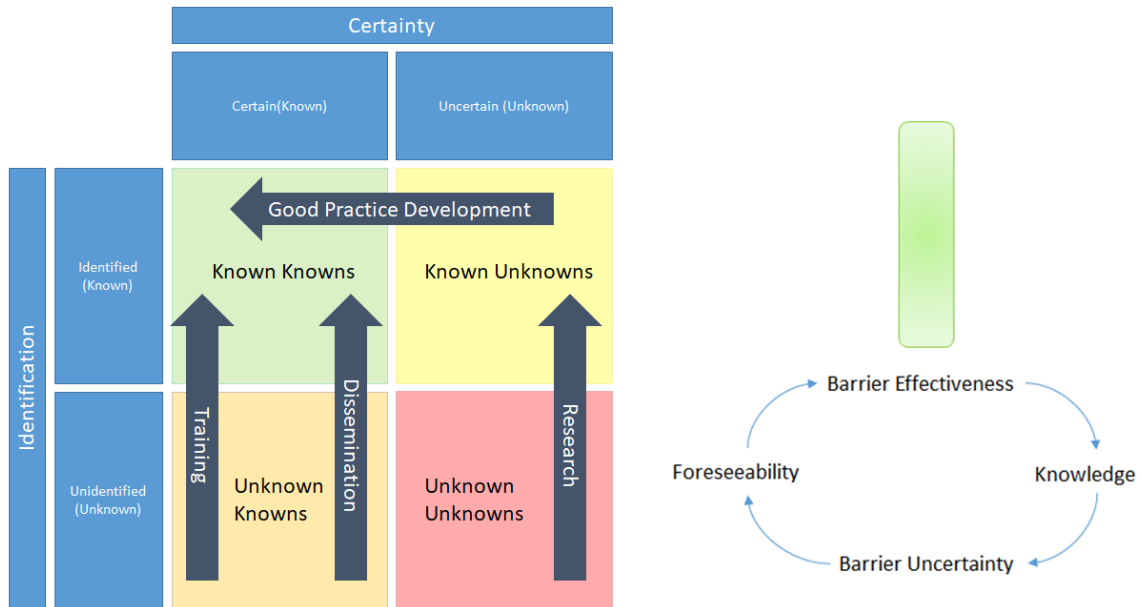 Certainty
Certain(Known)
Uncertain (Unknown)
Identification
Identified
(Known)
Good Practice Development
Known Knowns
Known Unknowns
Unidentified
(Unknown)
Training
Unknown
Knowns
Dissemination
Unknown
Unknowns
Research
Barrier Effectiveness
Foreseeability
Knowledge
Barrier Uncertainty